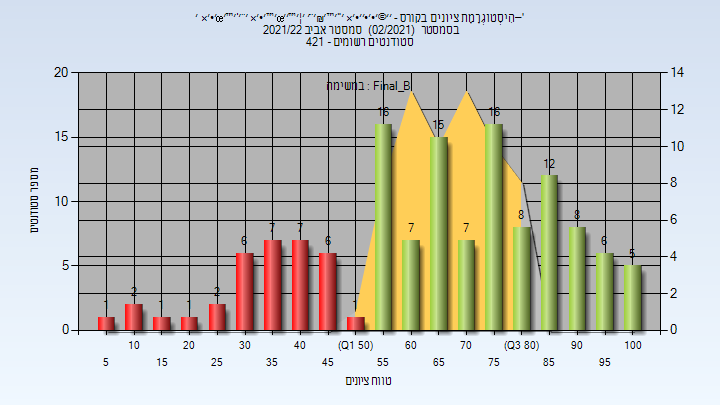 היסטוגרמת ציונים בקורס -
בסמסטר (02/2021) סמסטר אביב 2021/22
סטודנטים רשומים - 421
במשימה : Final_B
20 14
15 12
10 10
5 8
0 6
4
2
0
מספר סטודנטים
1 2 1 1 2 6 7 7 6 1 16 7 15 7 16 8 12 8 6 5
10 20 30 40 (Q1 50) 60 70 (Q3 80) 90 100
5 15 25 35 45 55 65 75 85 95
טווח ציונים